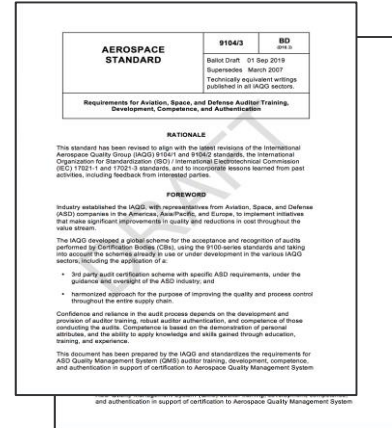 AEROSPACE
STANDARD
9104/3
BD
Ballot Draft 01 Sep 2019
Supersedes March 2007
Technically equivalent writings
published in all IAQG sectors.
Requirements for Aviation, Space, and Defense Auditor Training,
Development, Competence, and Authentication
RATIONALE
This standard has been revised to align with the latest revisions of the International
Aerospace Quality Group (IAQG) 9104/1 and 9104/2 standards, the International
Organization for Standardization (ISO) / International Electrotechnical Commission
(IEC) 17021-1 and 17021-3 standards, and to incorporate lessons learned from past
activities, including feedback from interested parties.
FOREWORD
Industry established the IAQG, with representatives from Aviation, Space, and Defense
(ASD) companies in the Americas, Asia/Pacific, and Europe, to implement initiatives
that make significant improvements in quality and reductions in cost throughout the
value stream.
The IAQG developed a global scheme for the acceptance and recognition of audits
performed by Certification Bodies (CBs), using the 9100-series standards and taking
into account the schemes already in use or under development in the various IAQG
sectors, including the application of a:
• 3rd party audit certification scheme with specific ASD requirements, under the
guidance and oversight of the ASD industry; and
• harmonized approach for the purpose of improving the quality and process control
throughout the entire supply chain.
Confidence and reliance in the audit process depends on the development and
provision of auditor training, robust auditor authentication, and competence of those
conducting the audits. Competence is based on the demonstration of personal
attributes, and the ability to apply knowledge and skills gained through education,
training, and experience.
This document has been prepared by the IAQG and standardizes the requirements for
ASD Quality Management System (QMS) auditor training, development, competence,
and authentication in support of certification to Aerospace Quality Management System
DRAFT
and authentication in support of certification to Aerospace Quality Management System